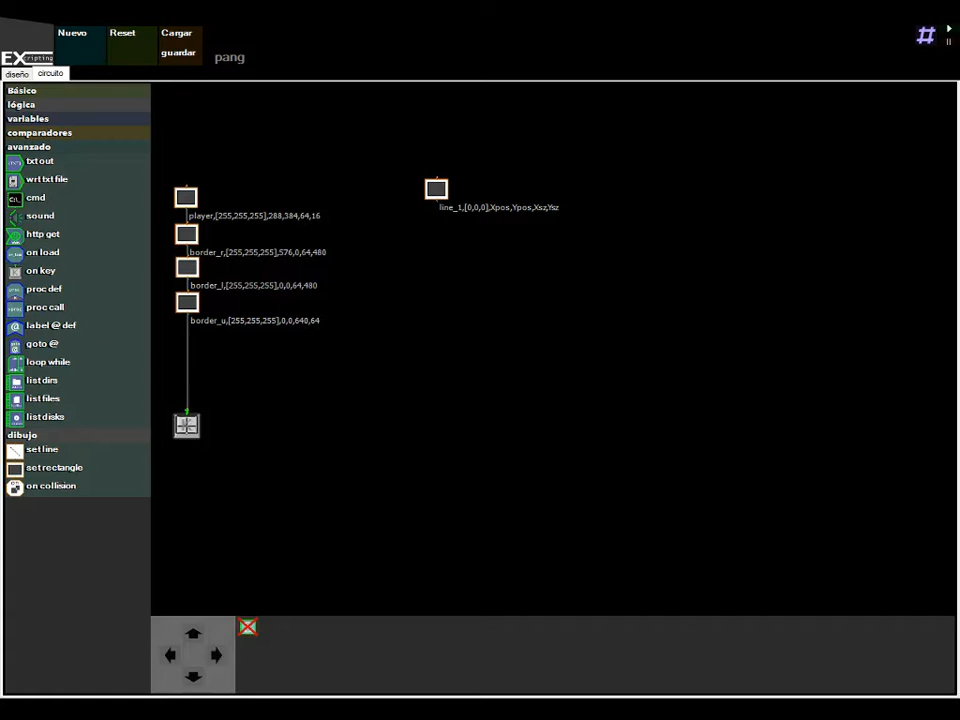 Nuevo
Reset
Cargar
guardar
pang
#
EXcripting
diseño
circuito
Básico
lógica
variables
comparadores
avanzado
txt out
wrt txt file
cmd
sound
http get
on load
on key
proc def
proc call
label @ def
goto @
loop while
list dirs
list files
list disks
dibujo
set line
set rectangle
on collision
player,[255,255,255],288,384,64,16
border_r,[255,255,255],576,0,64,480
border_l,[255,255,255],0,0,64,480
border_u,[255,255,255],0,0,640,64
line_1,[0,0,0],Xpos,Ypos,Xsz,Ysz